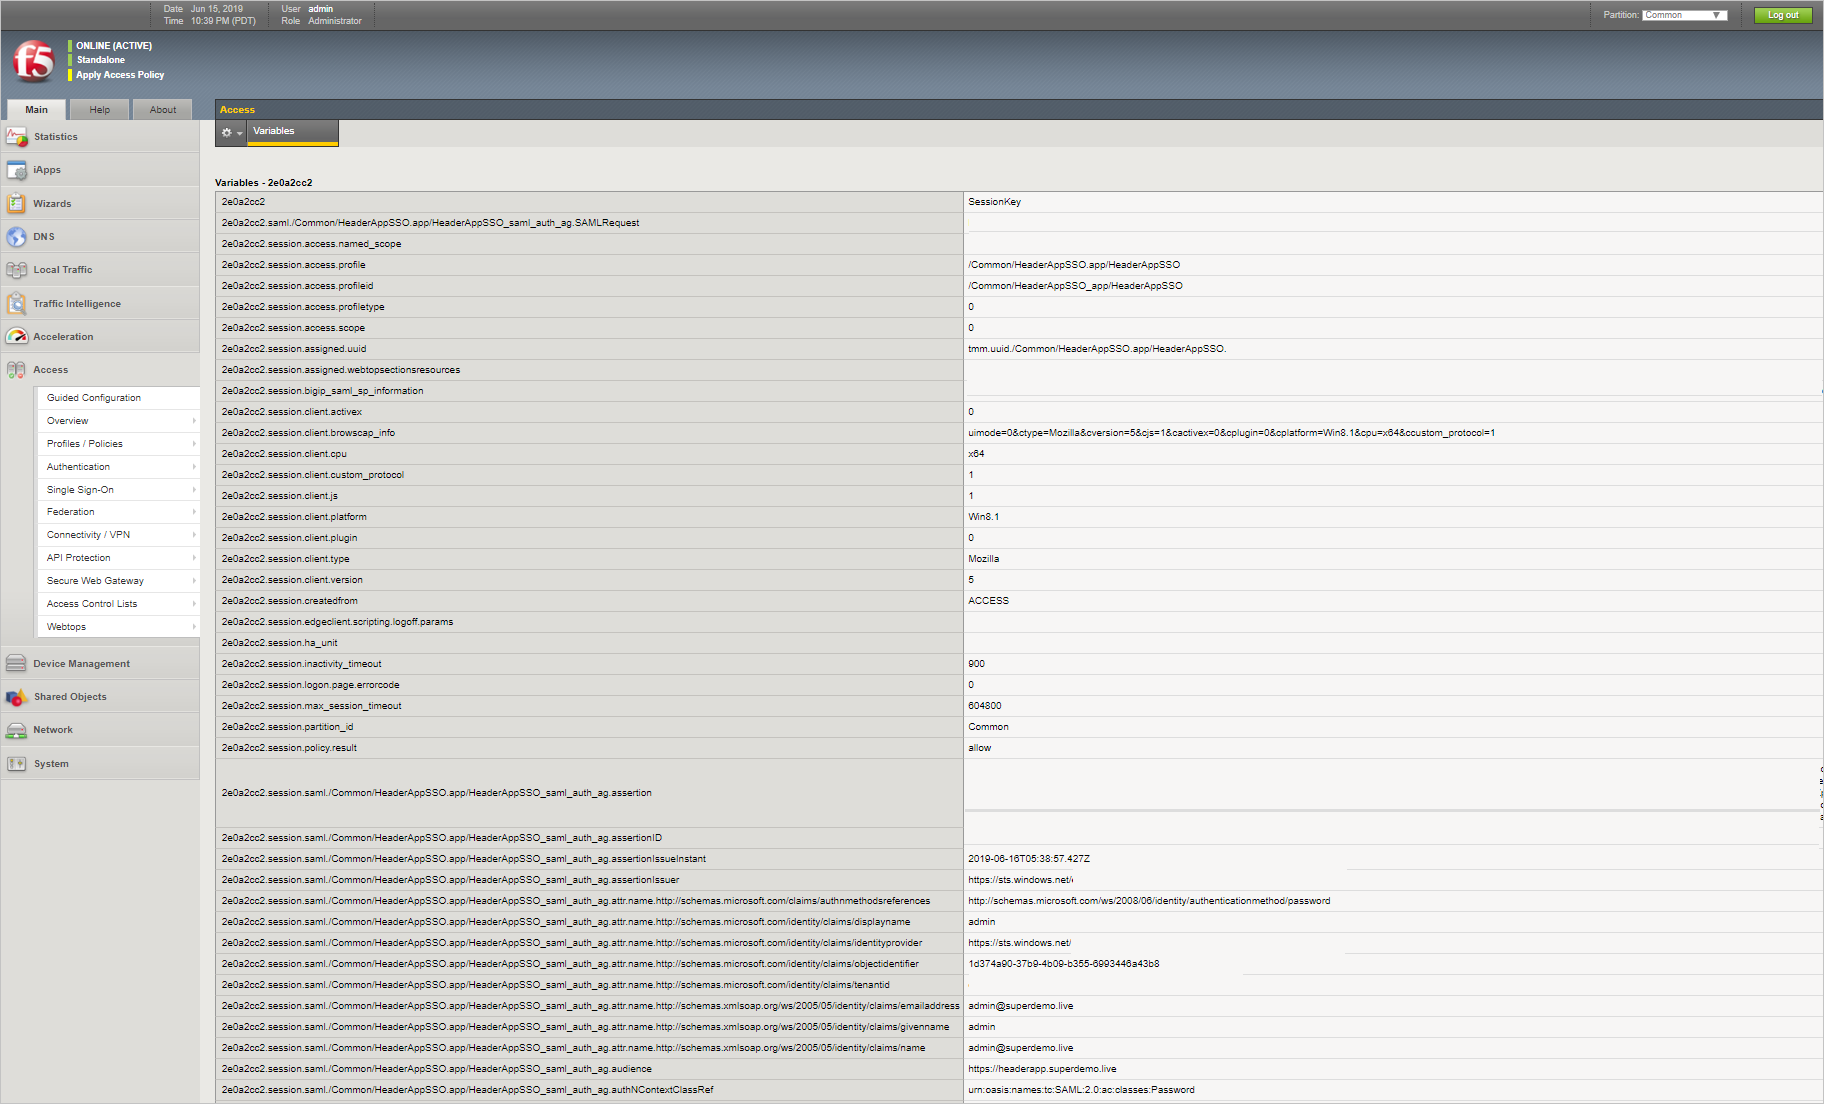 Date Jun 15, 2019 User admin
Time 10:39 PM (PDT) Role Administrator
Partition: Common Log out
f5
ONLINE (ACTIVE)
Standalone
Apply Access Policy
Main Help About
Access
Variables
Statistics
iApps
Wizards
DNS
Local Traffic
Traffic Intelligence
Acceleration
Access
Guided Configuration
Overview
Profiles / Policies
Authentication
Single Sign-On
Federation
Connectivity / VPN
API Protection
Secure Web Gateway
Access Control Lists
Webtops
Device Management
Shared Objects
Network
System
Variables - 2e0a2cc2
2e0a2cc2 SessionKey
2e0a2cc2.saml./Common/HeaderAppSSO.app/HeaderAppSSO_saml_auth_ag.SAMLRequest
2e0a2cc2.session.access.named_scope
2e0a2cc2.session.access.profile /Common/HeaderAppSSO.app/HeaderAppSSO
2e0a2cc2.session.access.profileid /Common/HeaderAppSSO_app/HeaderAppSSO
2e0a2cc2.session.access.profiletype 0
2e0a2cc2.session.access.scope 0
2e0a2cc2.session.assigned.uuid tmm.uuid./Common/HeaderAppSSO.app/HeaderAppSSO.
2e0a2cc2.session.assigned.webtopsectionsresources
2e0a2cc2.session.bigip_saml_sp_information
2e0a2cc2.session.client.activex 0
2e0a2cc2.session.client.browscap_info uimode=0&ctype=Mozilla&cversion=5&cjs=1&cactivex=0&cplugin=0&cplatform=Win8.1&cpu=x64&ccustom_protocol=1
2e0a2cc2.session.client.cpu x64
2e0a2cc2.session.client.custom_protocol 1
2e0a2cc2.session.client.js 1
2e0a2cc2.session.client.platform Win8.1
2e0a2cc2.session.client.plugin 0
2e0a2cc2.session.client.type Mozilla
2e0a2cc2.session.client.version 5
2e0a2cc2.session.createdfrom ACCESS
2e0a2cc2.session.edgeclient.scripting.logoff.params
2e0a2cc2.session.ha_unit
2e0a2cc2.session.inactivity_timeout 900
2e0a2cc2.session.logon.page.errorcode 0
2e0a2cc2.session.max_session_timeout 604800
2e0a2cc2.session.partition_id Common
2e0a2cc2.session.policy.result allow
2e0a2cc2.session.saml./Common/HeaderAppSSO.app/HeaderAppSSO_saml_auth_ag.assertion
2e0a2cc2.session.saml./Common/HeaderAppSSO.app/HeaderAppSSO_saml_auth_ag.assertionID
2e0a2cc2.session.saml./Common/HeaderAppSSO.app/HeaderAppSSO_saml_auth_ag.assertionIssueInstant 2019-06-16T05:38:57.427Z
2e0a2cc2.session.saml./Common/HeaderAppSSO.app/HeaderAppSSO_saml_auth_ag.assertionIssuer https://sts.windows.net/
2e0a2cc2.session.saml./Common/HeaderAppSSO.app/HeaderAppSSO_saml_auth_ag.attr.name.http://schemas.microsoft.com/claims/authnmethodsreferences http://schemas.microsoft.com/ws/2008/06/identity/authenticationmethod/password
2e0a2cc2.session.saml./Common/HeaderAppSSO.app/HeaderAppSSO_saml_auth_ag.attr.name.http://schemas.microsoft.com/identity/claims/displayname admin
2e0a2cc2.session.saml./Common/HeaderAppSSO.app/HeaderAppSSO_saml_auth_ag.attr.name.http://schemas.microsoft.com/identity/claims/identityprovider https://sts.windows.net/
2e0a2cc2.session.saml./Common/HeaderAppSSO.app/HeaderAppSSO_saml_auth_ag.attr.name.http://schemas.microsoft.com/identity/claims/objectidentifier 1d374a90-37b9-4b09-b355-6993446a43b8
2e0a2cc2.session.saml./Common/HeaderAppSSO.app/HeaderAppSSO_saml_auth_ag.attr.name.http://schemas.microsoft.com/identity/claims/tenantid
2e0a2cc2.session.saml./Common/HeaderAppSSO.app/HeaderAppSSO_saml_auth_ag.attr.name.http://schemas.xmlsoap.org/ws/2005/05/identity/claims/emailaddress admin@superdemo.live
2e0a2cc2.session.saml./Common/HeaderAppSSO.app/HeaderAppSSO_saml_auth_ag.attr.name.http://schemas.xmlsoap.org/ws/2005/05/identity/claims/givenname admin
2e0a2cc2.session.saml./Common/HeaderAppSSO.app/HeaderAppSSO_saml_auth_ag.attr.name.http://schemas.xmlsoap.org/ws/2005/05/identity/claims/name admin@superdemo.live
2e0a2cc2.session.saml./Common/HeaderAppSSO.app/HeaderAppSSO_saml_auth_ag.audience https://headerapp.superdemo.live
2e0a2cc2.session.saml./Common/HeaderAppSSO.app/HeaderAppSSO_saml_auth_ag.authNContextClassRef urn:oasis:names:tc:SAML:2.0:ac:classes:Password